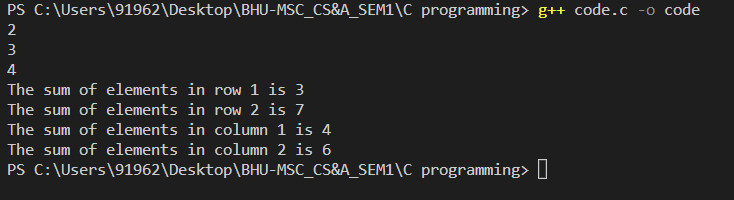 PS C:\Users\91962\Desktop\BHU-MSC_CS&A_SEM1\C programming> g++ code.c -o code
2
3
4
The sum of elements in row 1 is 3
The sum of elements in row 2 is 7
The sum of elements in column 1 is 4
The sum of elements in column 2 is 6
PS C:\Users\91962\Desktop\BHU-MSC_CS&A_SEM1\C programming>